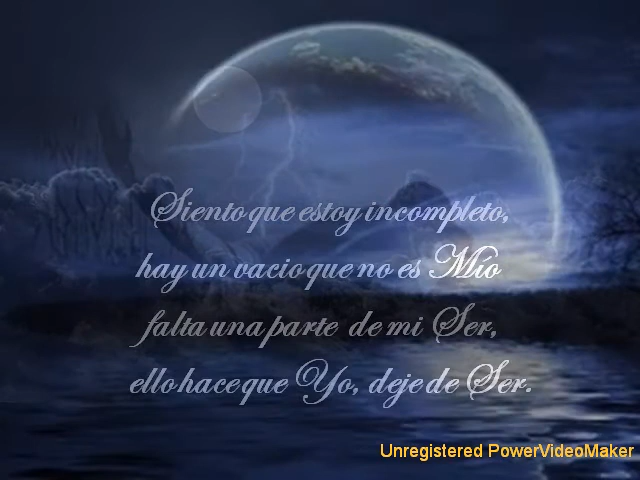 Siento que estoy incompleto,
hay un vacio que no es Mío
falta una parte de mi Ser,
ello hace que Yo, deje de Ser.
Unregistered PowerVideoMaker